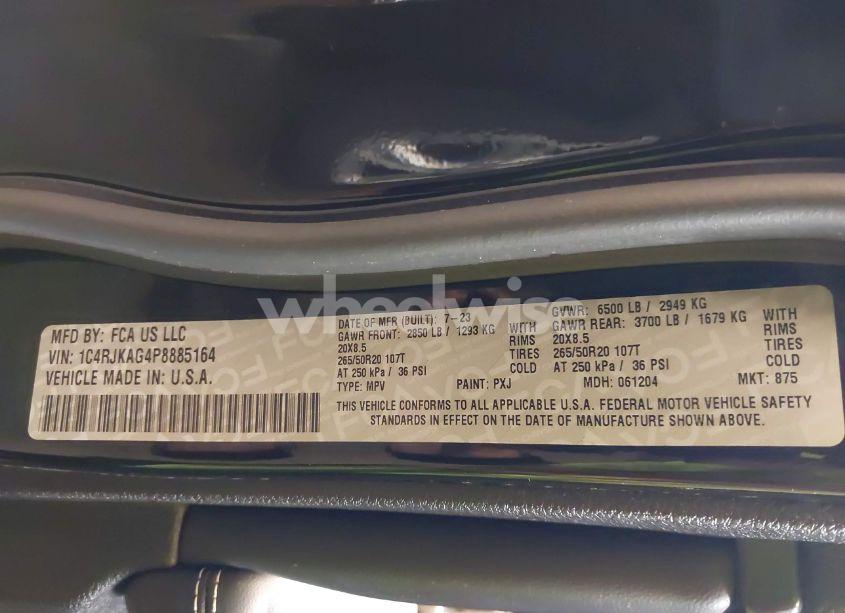 wheelwise
MFD BY: FCA US LLC
VIN: 1C4RJKAG4P8885164
VEHICLE MADE IN: U.S.A.
DATE OF MFR (BUILT): 7-23
GAWR FRONT: 2850 LB / 1293 KG WITH
20X8.5 RIMS
265/50R20 107T TIRES
AT 250 kPa / 36 PSI COLD
GVWR: 6500 LB / 2949 KG
GAWR REAR: 3700 LB / 1679 KG WITH
20X8.5 RIMS
265/50R20 107T TIRES
AT 250 kPa / 36 PSI COLD
TYPE: MPV PAINT: PXJ MDH: 061204 MKT: 875
THIS VEHICLE CONFORMS TO ALL APPLICABLE U.S.A. FEDERAL MOTOR VEHICLE SAFETY
STANDARDS IN EFFECT ON THE DATE OF MANUFACTURE SHOWN ABOVE.